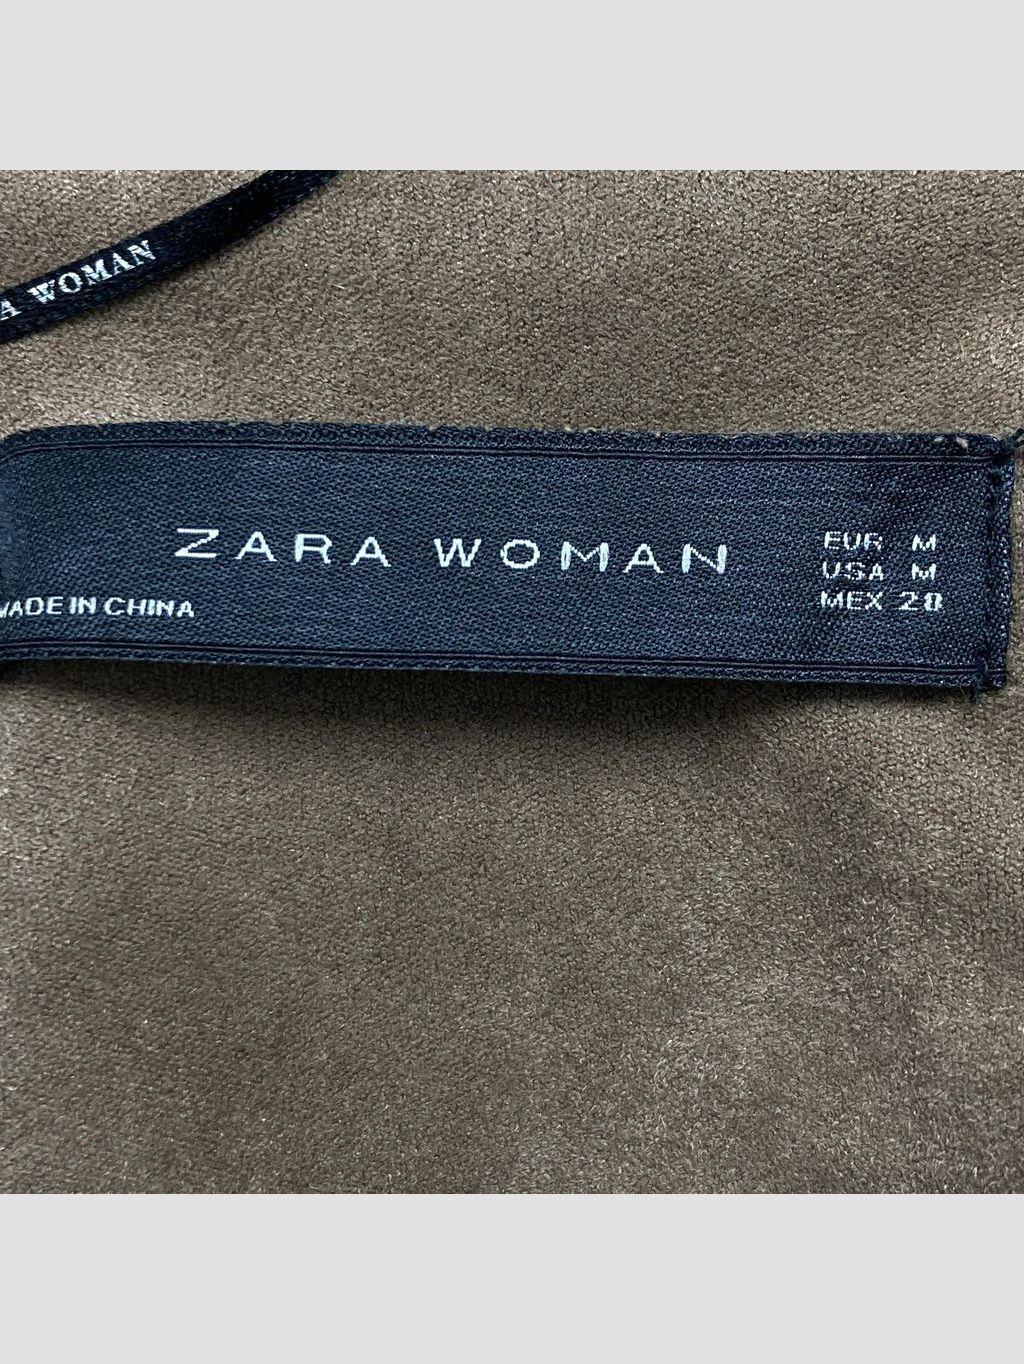 A WOMAN
ZARA WOMAN
EUR M
USA M
MEX 28
MADE IN CHINA